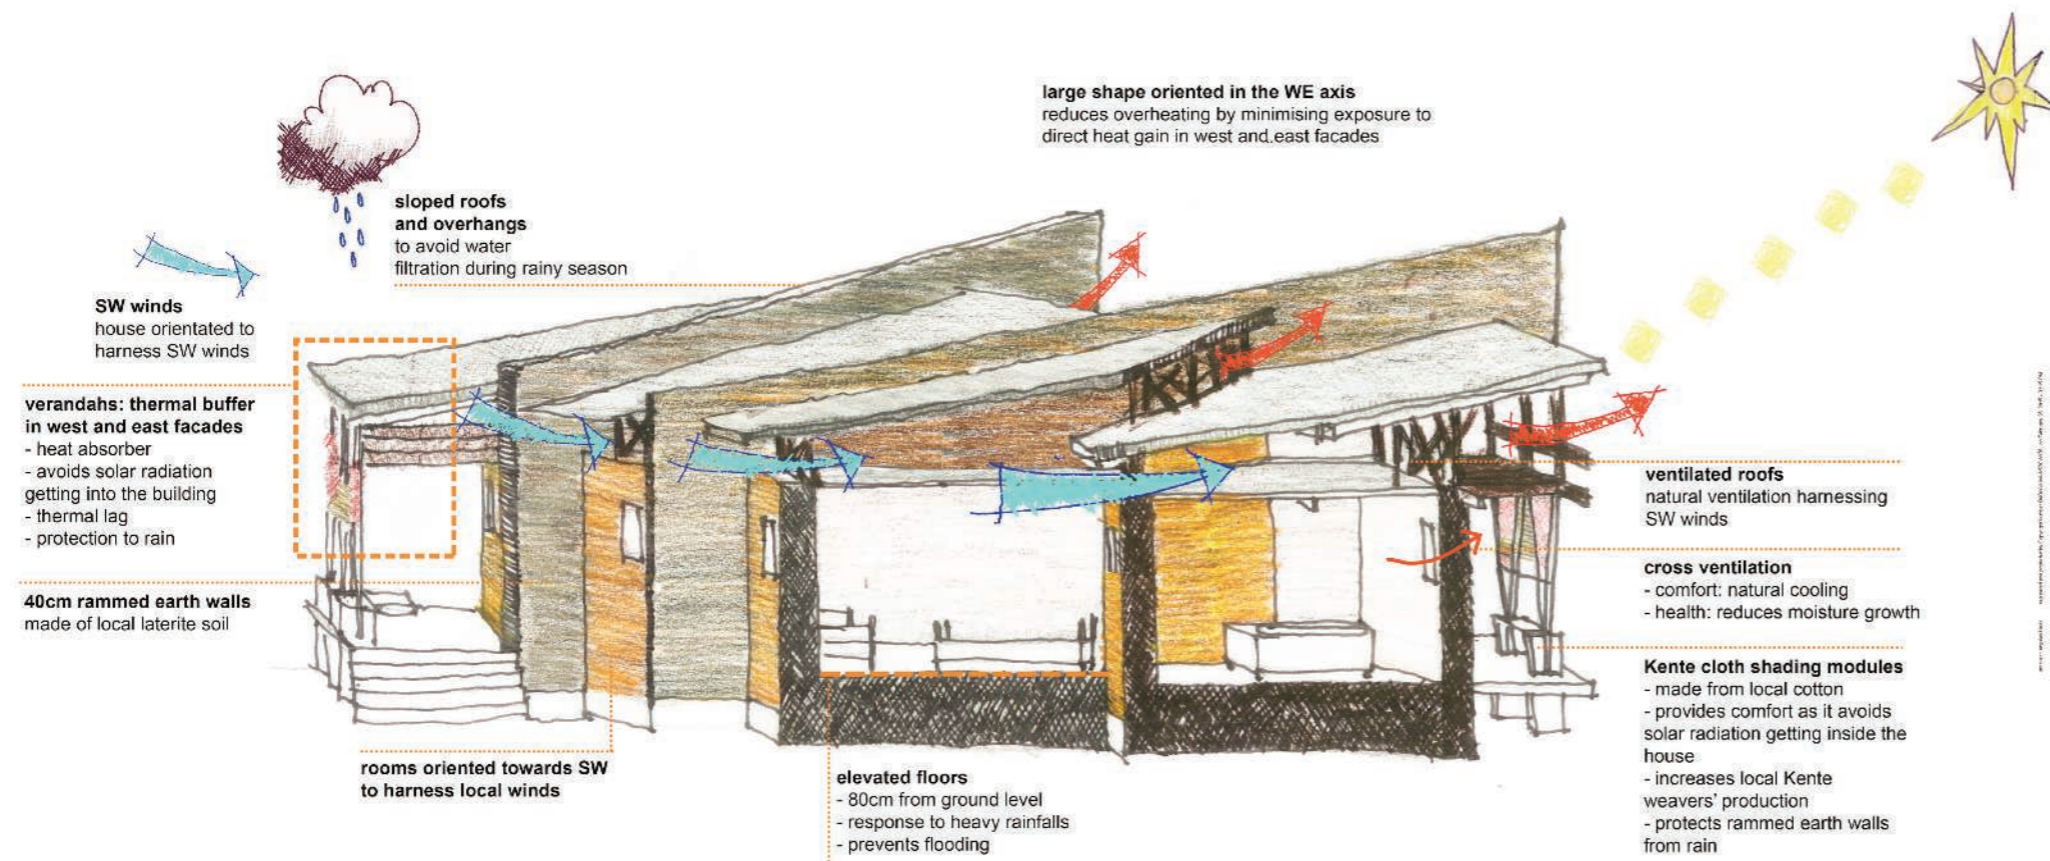 large shape oriented in the WE axis
reduces overheating by minimising exposure to
direct heat gain in west and.east facades
sloped roofs
and overhangs
to avoid water
filtration during rainy season
SW winds
house orientated to
harness SW winds
verandahs: thermal buffer
in west and east facades
- heat absorber
- avoids solar radiation
getting into the building
- thermal lag
- protection to rain
40cm rammed earth walls
made of local laterite soil
rooms oriented towards SW
to harness local winds
elevated floors
- 80cm from ground level
- response to heavy rainfalls
- prevents flooding
ventilated roofs
natural ventilation harnessing
SW winds
cross ventilation
- comfort: natural cooling
- health: reduces moisture growth
Kente cloth shading modules
- made from local cotton
- provides comfort as it avoids
solar radiation getting inside the
house
- increases local Kente
weavers' production
- protects rammed earth walls
from rain